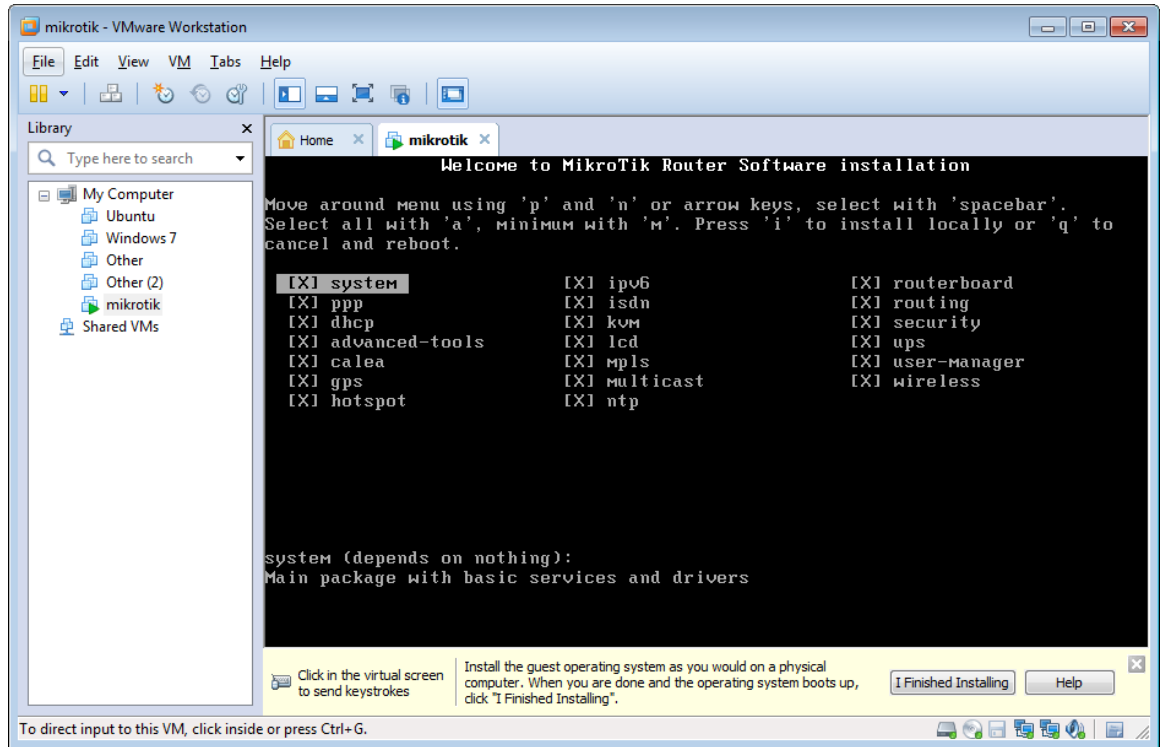 mikrotik - VMware Workstation
File Edit View VM Tabs Help
Library x
Type here to search
My Computer
Ubuntu
Windows 7
Other
Other (2)
mikrotik
Shared VMs
Home × mikrotik ×
Welcome to MikroTik Router Software installation
Move around menu using 'p' and 'n' or arrow keys, select with 'spacebar'.
Select all with 'a', minimum with 'm'. Press 'i' to install locally or 'q' to
cancel and reboot.
[X] system [X] ipv6 [X] routerboard
[X] ppp [X] isdn [X] routing
[X] dhcp [X] kvm [X] security
[X] advanced-tools [X] lcd [X] ups
[X] calea [X] mpls [X] user-manager
[X] gps [X] multicast [X] wireless
[X] hotspot [X] ntp
system (depends on nothing):
Main package with basic services and drivers
Click in the virtual screen
to send keystrokes
Install the guest operating system as you would on a physical
computer. When you are done and the operating system boots up,
click "I Finished Installing".
I Finished Installing Help
To direct input to this VM, click inside or press Ctrl+G.